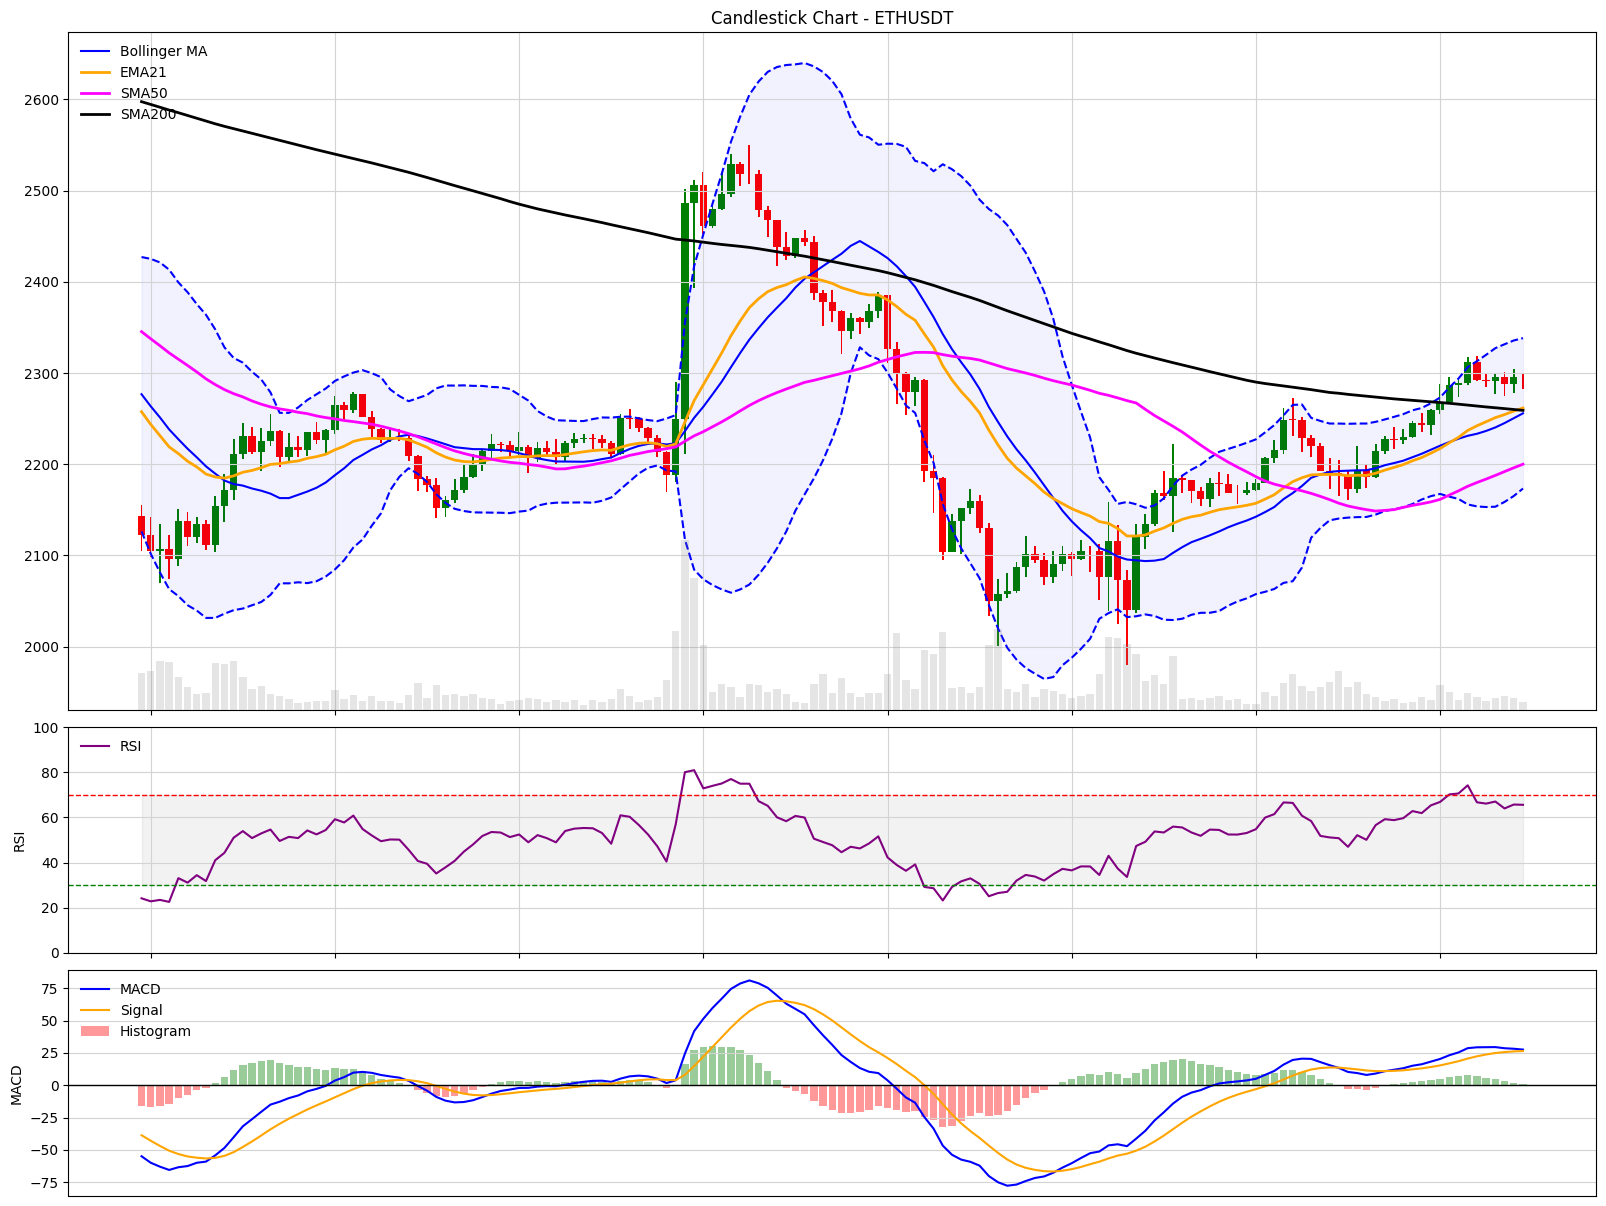 Candlestick Chart - ETHUSDT
Bollinger MA
EMA21
SMA50
SMA200
2600
2500
2400
2300
2200
2100
2000
100
80
60
40
20
0
RSI
RSI
75
50
25
0
−25
−50
−75
MACD
MACD
Signal
Histogram